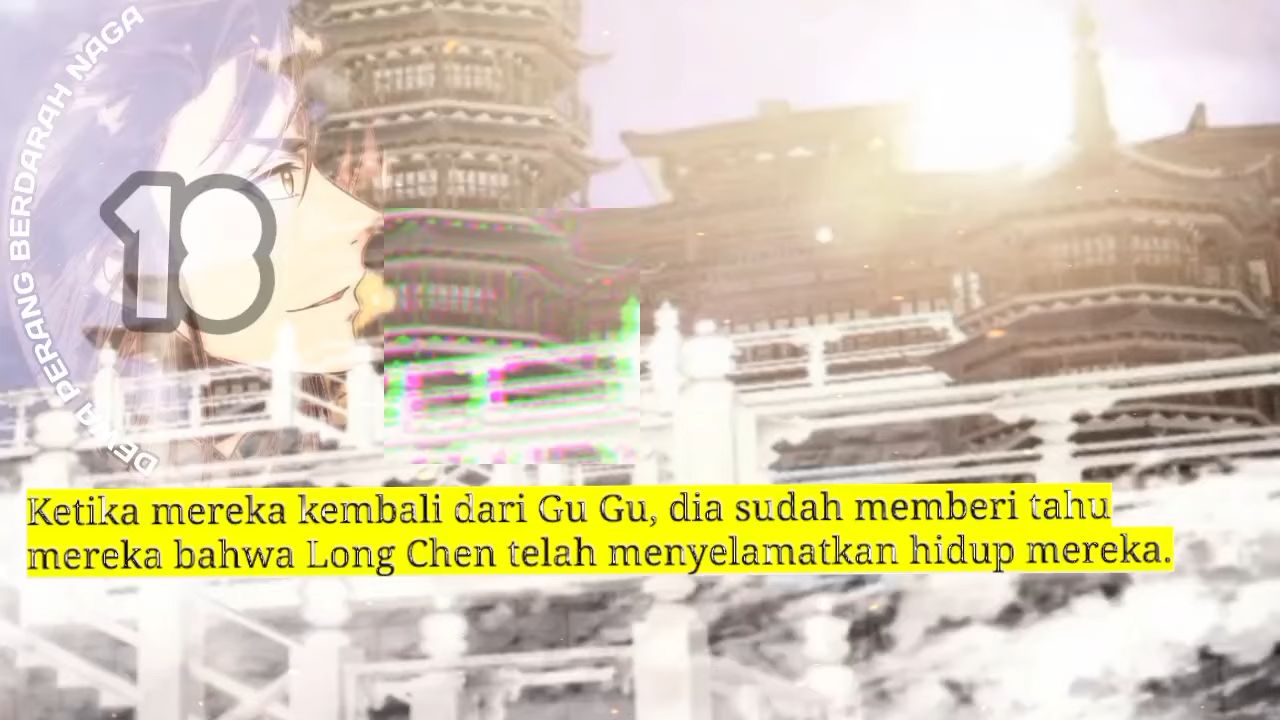 DEWA PERANG BERDARAH NAGA
18
Ketika mereka kembali dari Gu Gu, dia sudah memberi tahu
mereka bahwa Long Chen telah menyelamatkan hidup mereka.